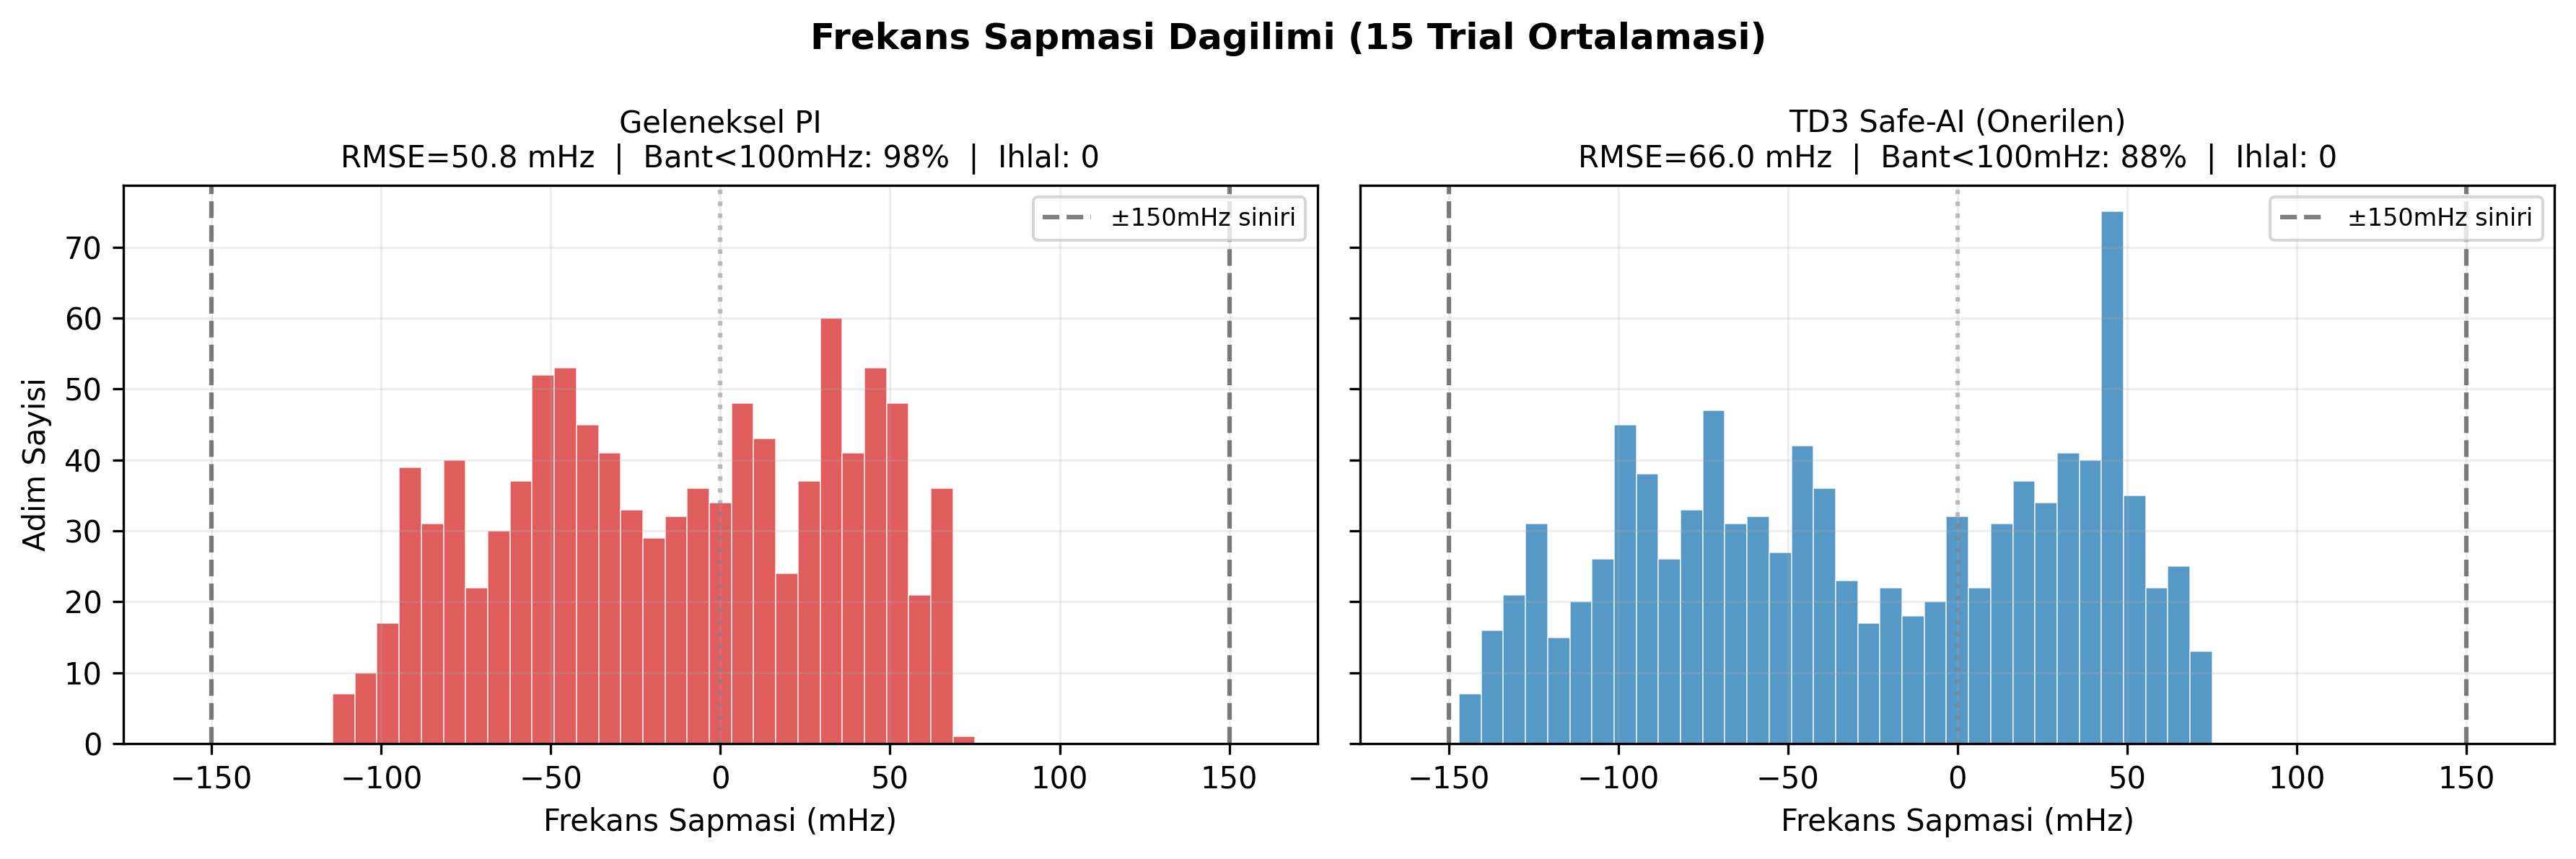 Frekans Sapmasi Dagilimi (15 Trial Ortalamasi)
Geleneksel PI
RMSE=50.8 mHz | Bant<100mHz: 98% | Ihlal: 0
±150mHz siniri
Adim Sayisi
70
60
50
40
30
20
10
0
−150 −100 −50 0 50 100 150
Frekans Sapmasi (mHz)
TD3 Safe-AI (Onerilen)
RMSE=66.0 mHz | Bant<100mHz: 88% | Ihlal: 0
±150mHz siniri
−150 −100 −50 0 50 100 150
Frekans Sapmasi (mHz)